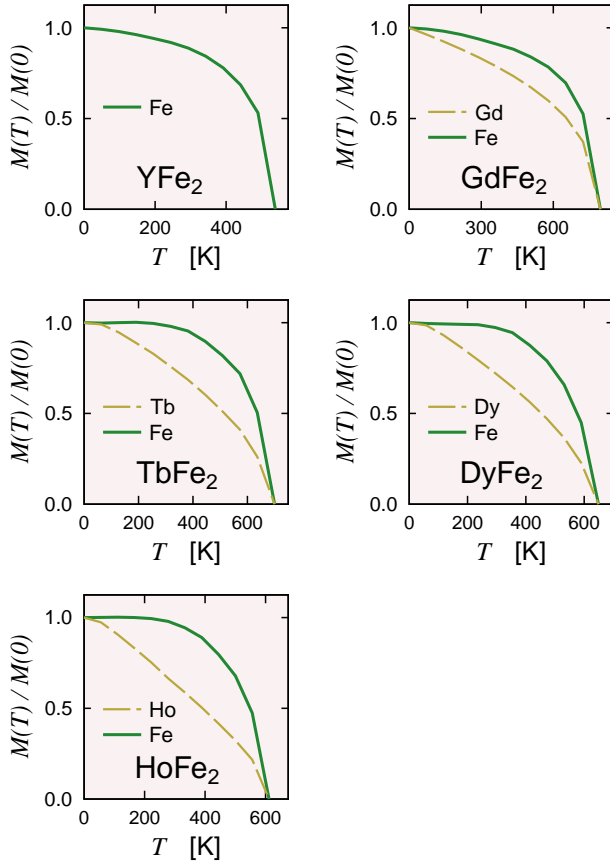 M(T) / M(0)
1.0
0.5
0.0
Fe
YFe2
0 200 400
T [K]
M(T) / M(0)
1.0
0.5
0.0
Gd
Fe
GdFe2
0 300 600
T [K]
M(T) / M(0)
1.0
0.5
0.0
Tb
Fe
TbFe2
0 200 400 600
T [K]
M(T) / M(0)
1.0
0.5
0.0
Dy
Fe
DyFe2
0 200 400 600
T [K]
M(T) / M(0)
1.0
0.5
0.0
Ho
Fe
HoFe2
0 200 400 600
T [K]